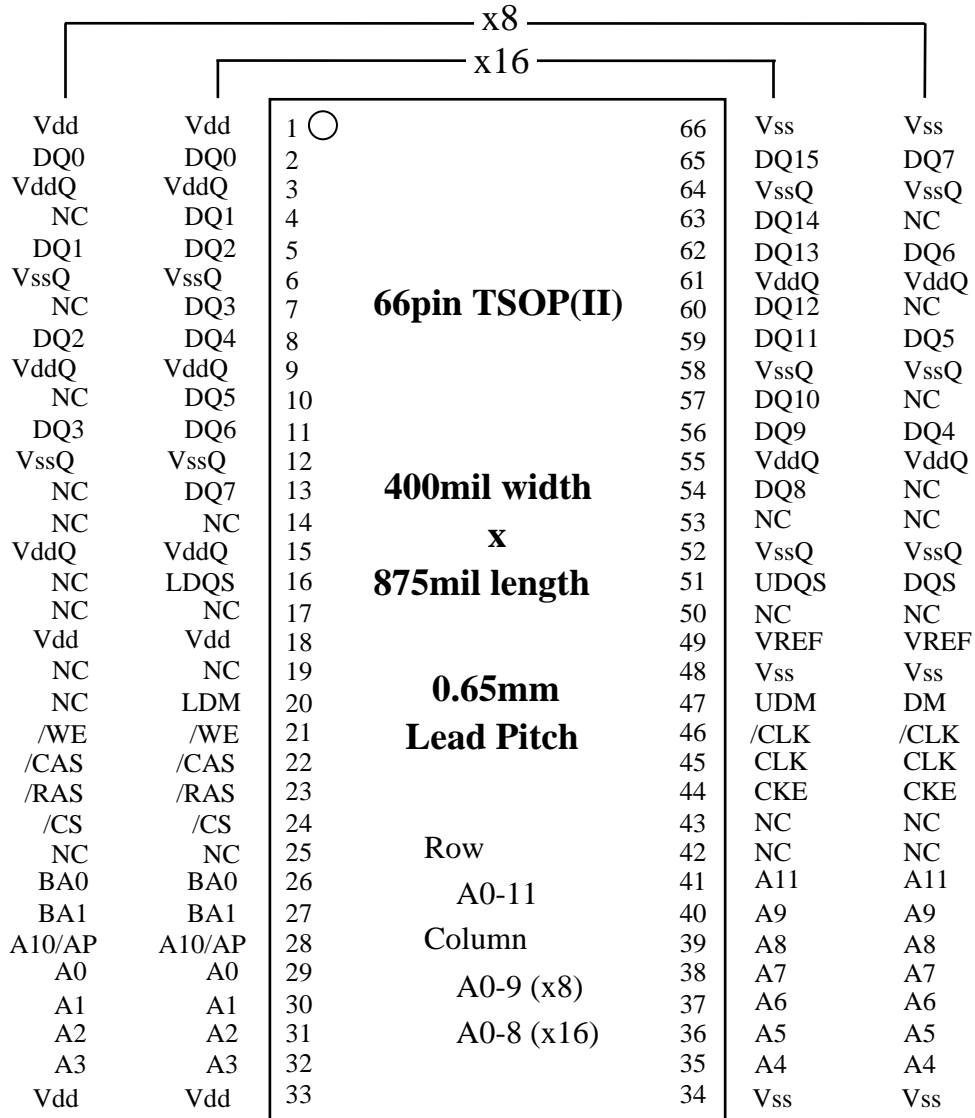 x8
x16
Vdd Vdd 1 66 Vss Vss
DQ0 DQ0 2 65 DQ15 DQ7
VddQ VddQ 3 64 VssQ VssQ
NC DQ1 4 63 DQ14 NC
DQ1 DQ2 5 62 DQ13 DQ6
VssQ VssQ 6 61 VddQ VddQ
NC DQ3 7 66pin TSOP(II) 60 DQ12 NC
DQ2 DQ4 8 59 DQ11 DQ5
VddQ VddQ 9 58 VssQ VssQ
NC DQ5 10 57 DQ10 NC
DQ3 DQ6 11 56 DQ9 DQ4
VssQ VssQ 12 55 VddQ VddQ
NC DQ7 13 400mil width 54 DQ8 NC
NC NC 14 53 NC NC
VddQ VddQ 15 x 52 VssQ VssQ
NC LDQS 16 875mil length 51 UDQS DQS
NC NC 17 50 NC NC
Vdd Vdd 18 49 VREF VREF
NC NC 19 48 Vss Vss
NC LDM 20 0.65mm 47 UDM DM
/WE /WE 21 Lead Pitch 46 /CLK /CLK
/CAS /CAS 22 45 CLK CLK
/RAS /RAS 23 44 CKE CKE
/CS /CS 24 43 NC NC
NC NC 25 Row 42 NC NC
BA0 BA0 26 A0-11 41 A11 A11
BA1 BA1 27 40 A9 A9
A10/AP A10/AP 28 Column 39 A8 A8
A0 A0 29 A0-9 (x8) 38 A7 A7
A1 A1 30 37 A6 A6
A2 A2 31 A0-8 (x16) 36 A5 A5
A3 A3 32 35 A4 A4
Vdd Vdd 33 34 Vss Vss